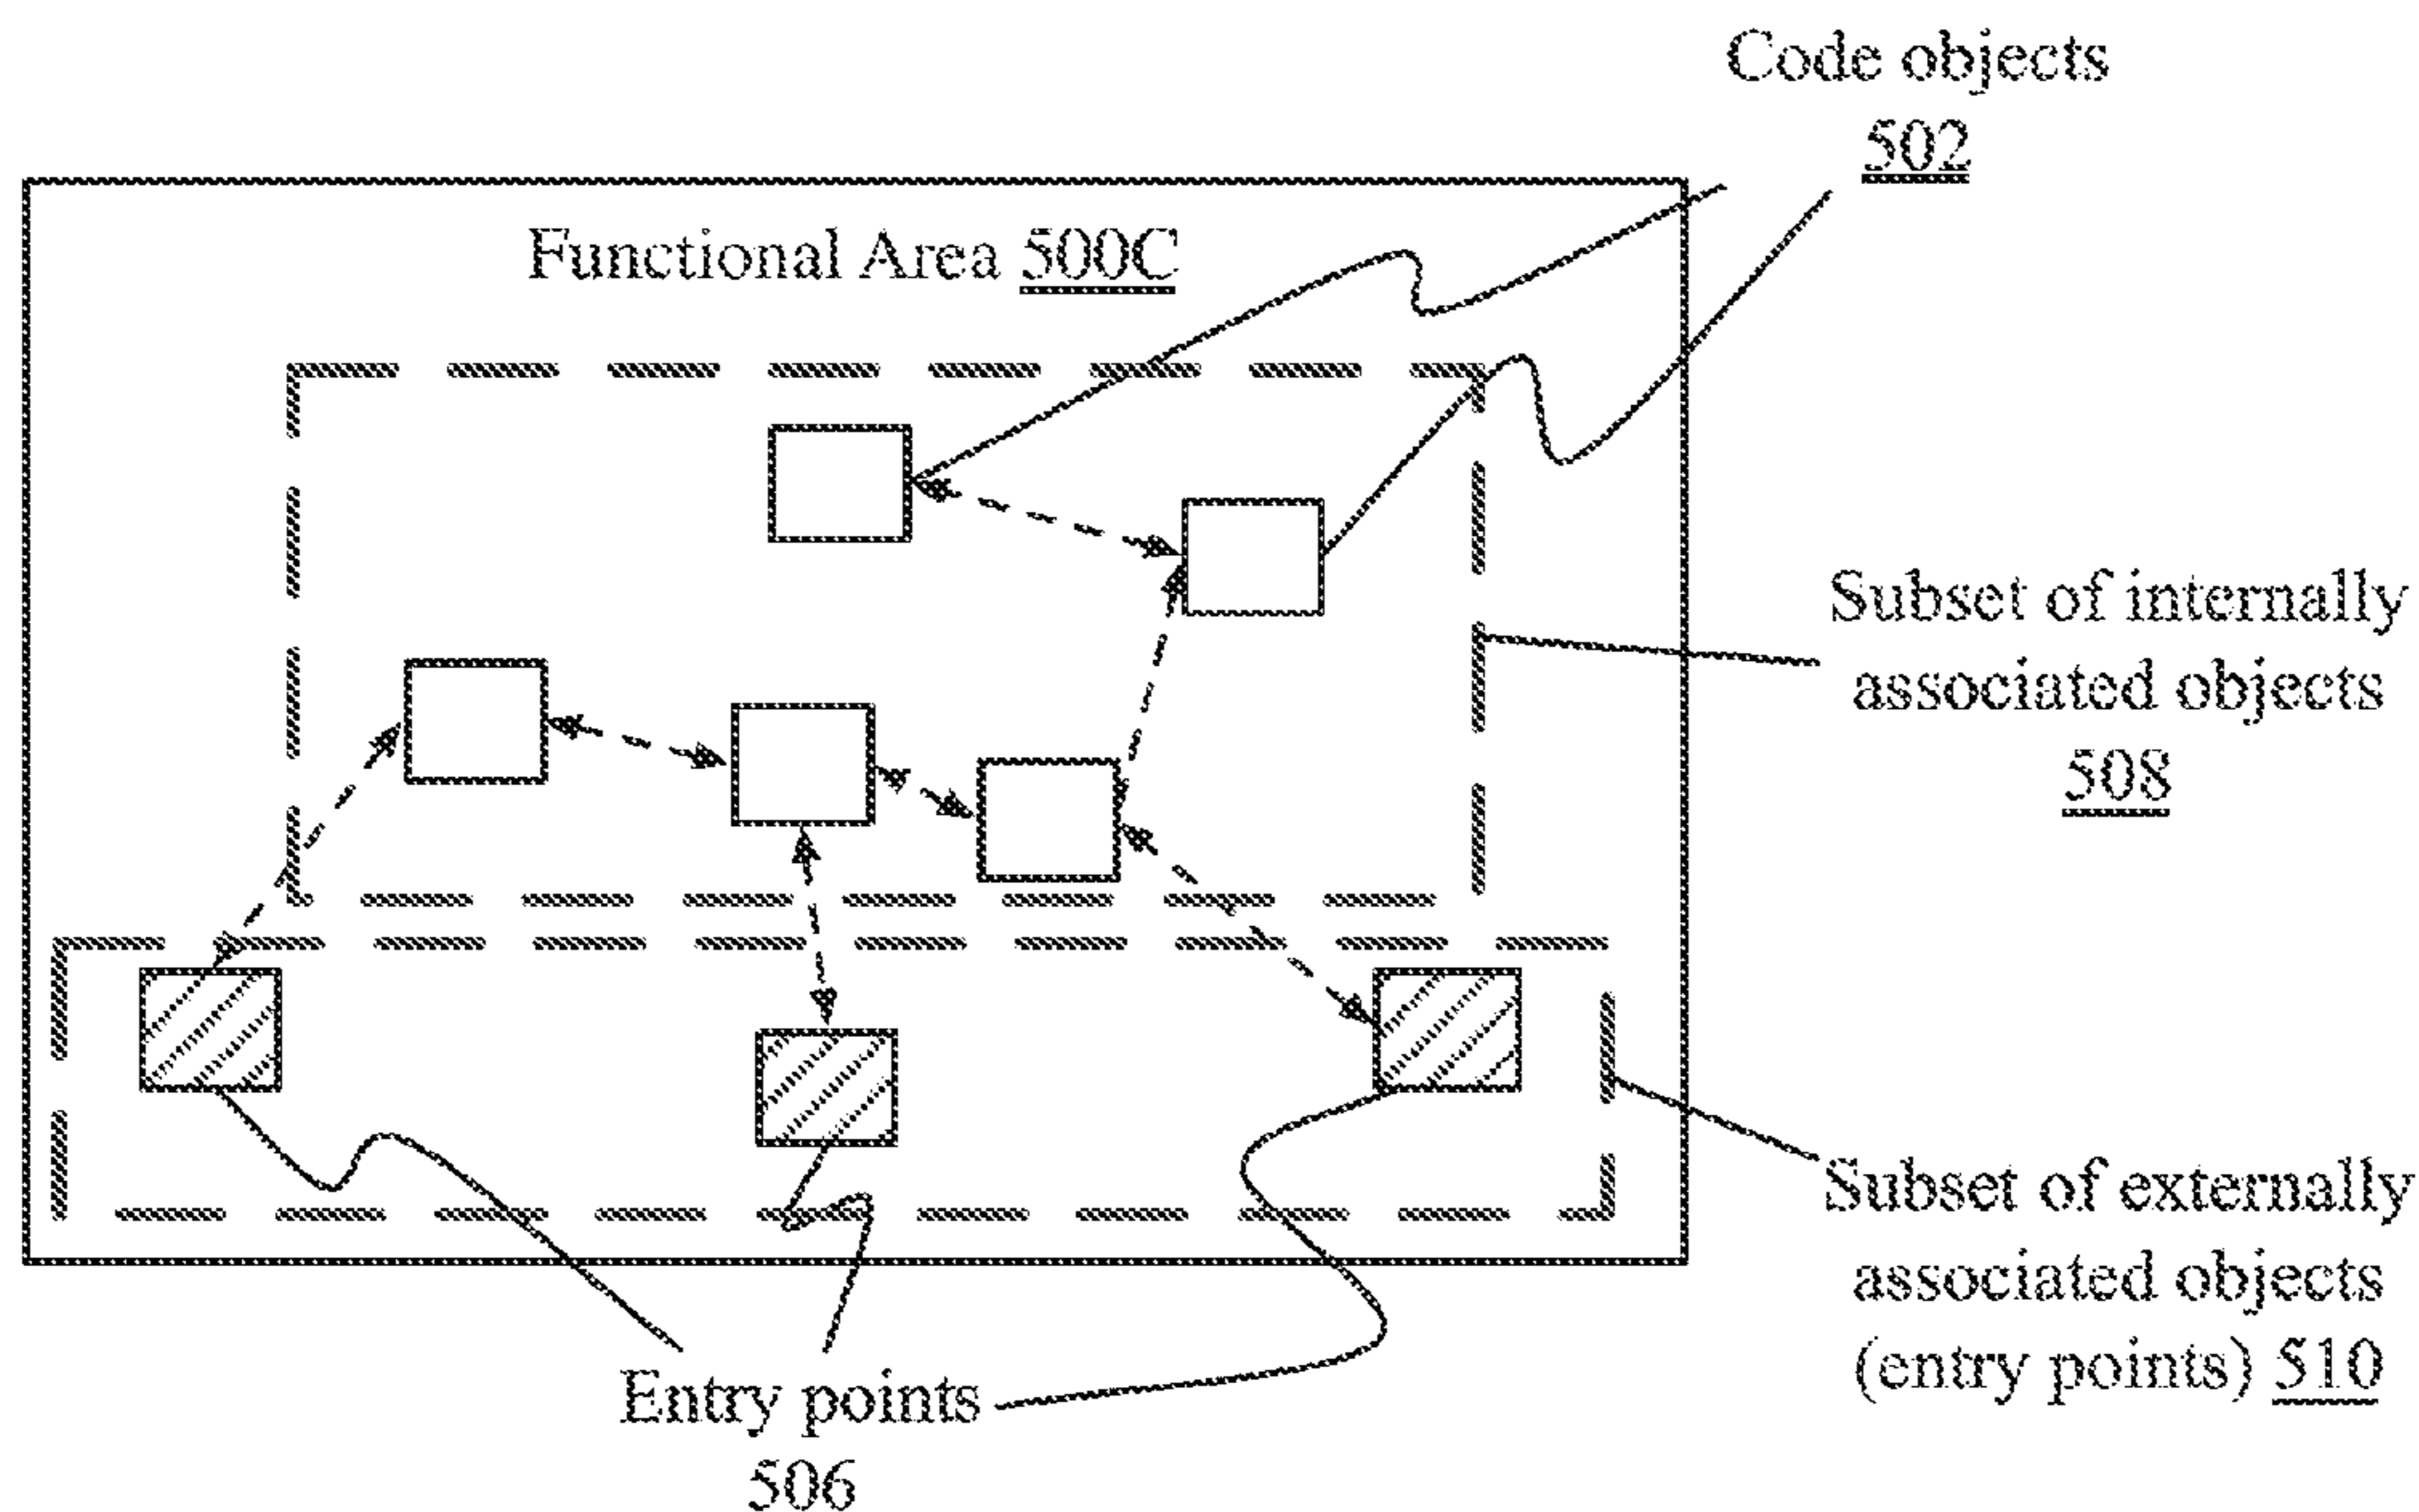 Code objects
502
Functional Area 500C
Subset of internally
associated objects
508
Subset of externally
associated objects
(entry points) 510
Entry points
506